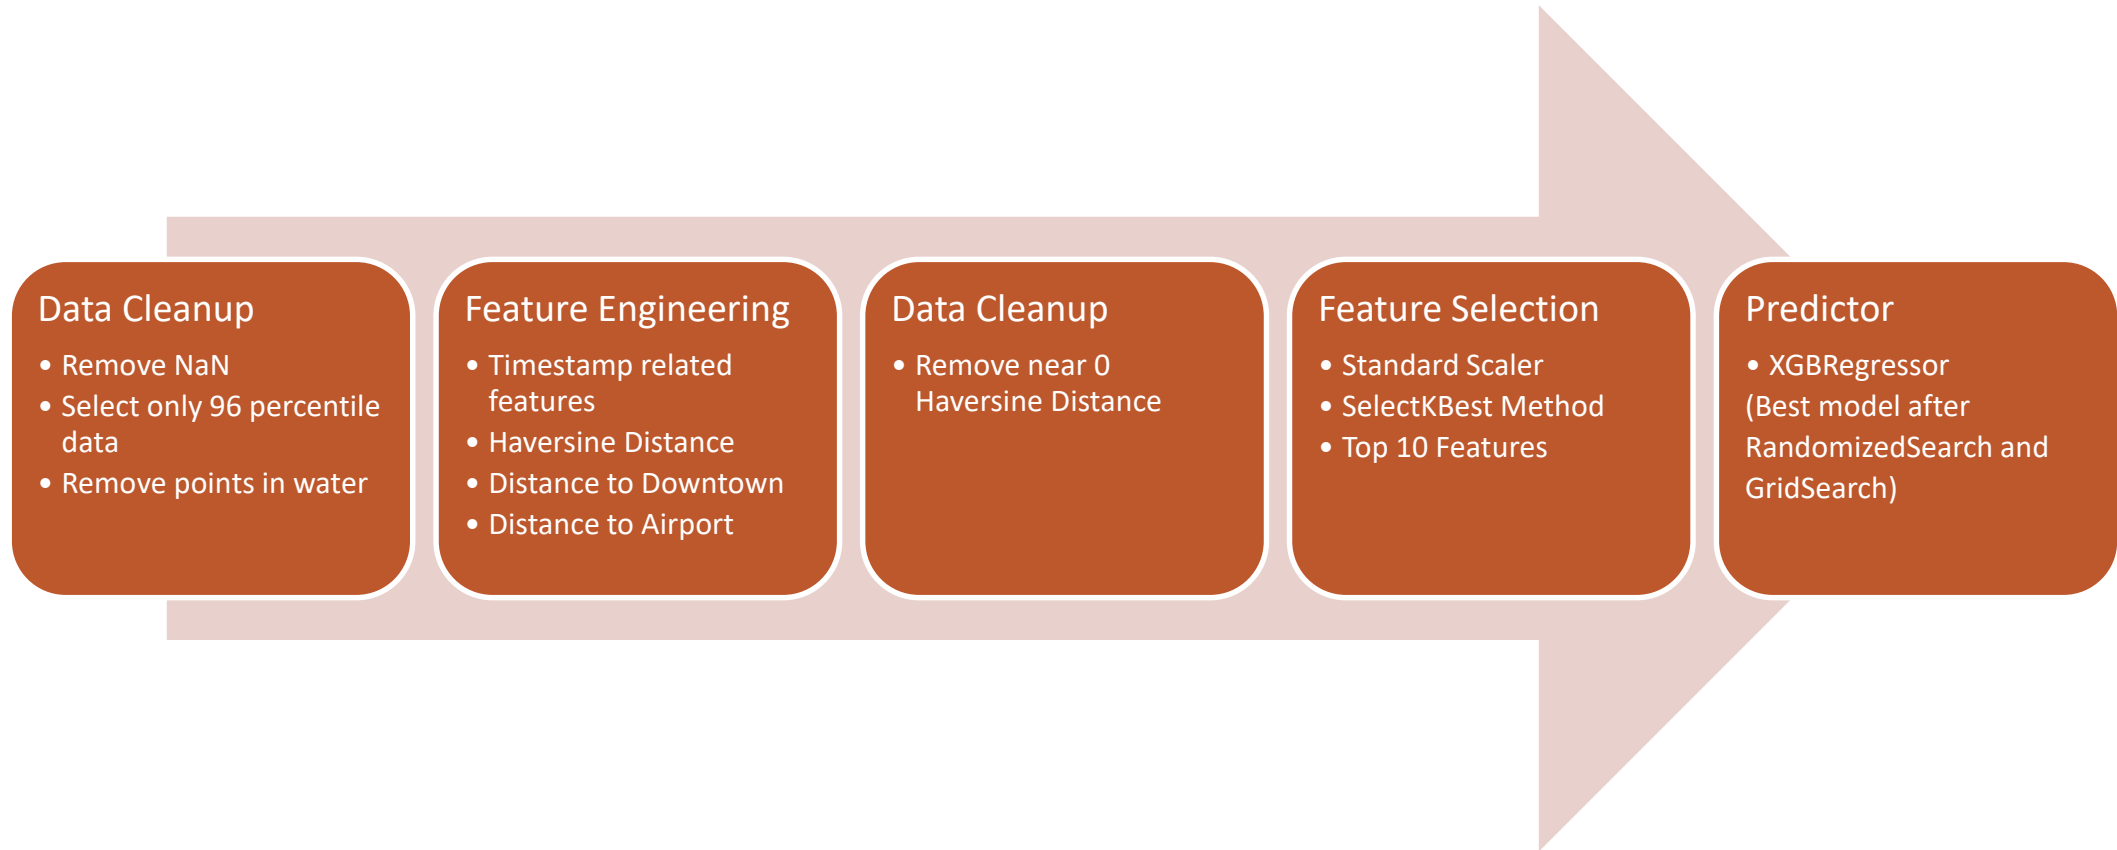 Data Cleanup
• Remove NaN
• Select only 96 percentile
data
• Remove points in water
Feature Engineering
• Timestamp related
features
• Haversine Distance
• Distance to Downtown
• Distance to Airport
Data Cleanup
• Remove near 0
Haversine Distance
Feature Selection
• Standard Scaler
• SelectKBest Method
• Top 10 Features
Predictor
• XGBRegressor
(Best model after
RandomizedSearch and
GridSearch)